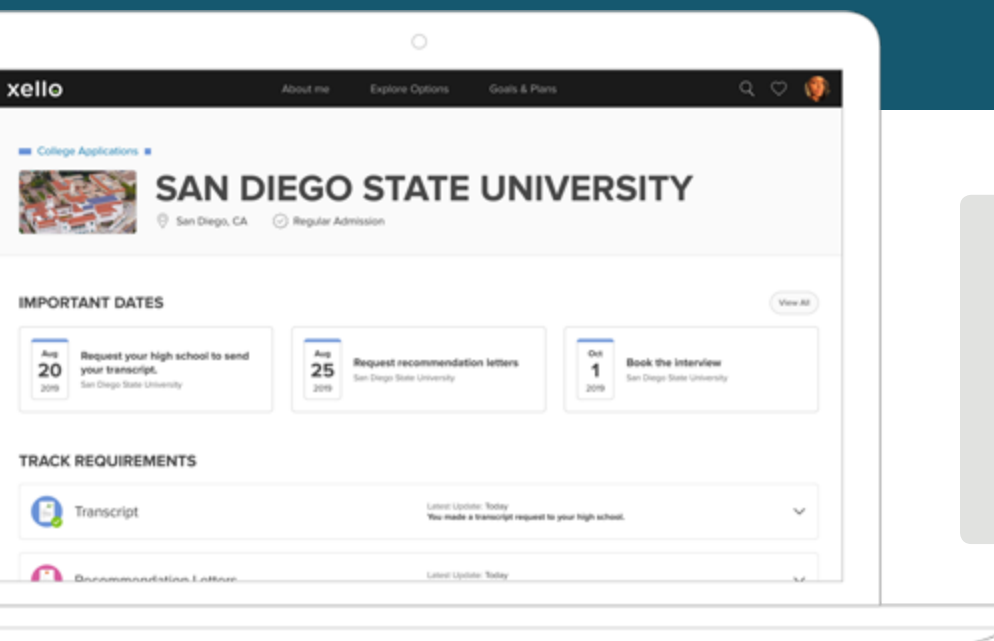 xello
About me
Explore Options
Goals & Plans
College Applications
SAN DIEGO STATE UNIVERSITY
San Diego, CA
Regular Admission
IMPORTANT DATES
View All
Aug
20
2019
Request your high school to send
your transcript.
San Diego State University
Aug
25
2019
Request recommendation letters
San Diego State University
Oct
1
2019
Book the interview
San Diego State University
TRACK REQUIREMENTS
Transcript
Latest Update: Today
You made a transcript request to your high school.
Recommendation Letters
Latest Update: Today